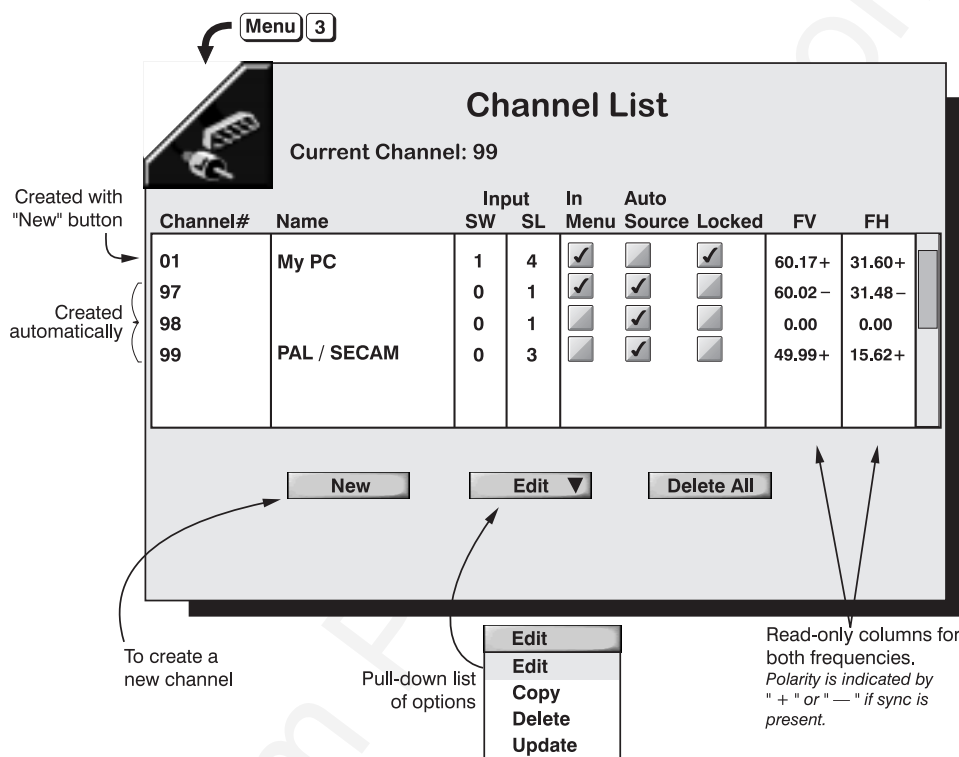 Menu 3
Channel List
Current Channel: 99
Created with
"New" button
Input In Auto
Channel# Name SW SL Menu Source Locked FV FH
01 My PC 1 4 ✓ ✓ 60.17+ 31.60+
Created
automatically
97 0 1 ✓ ✓ 60.02– 31.48–
98 0 1 ✓ 0.00 0.00
99 PAL / SECAM 0 3 ✓ 49.99+ 15.62+
New Edit ▼ Delete All
To create a
new channel
Pull-down list
of options
Edit
Edit
Copy
Delete
Update
Read-only columns for
both frequencies.
Polarity is indicated by
" + " or " — " if sync is
present.